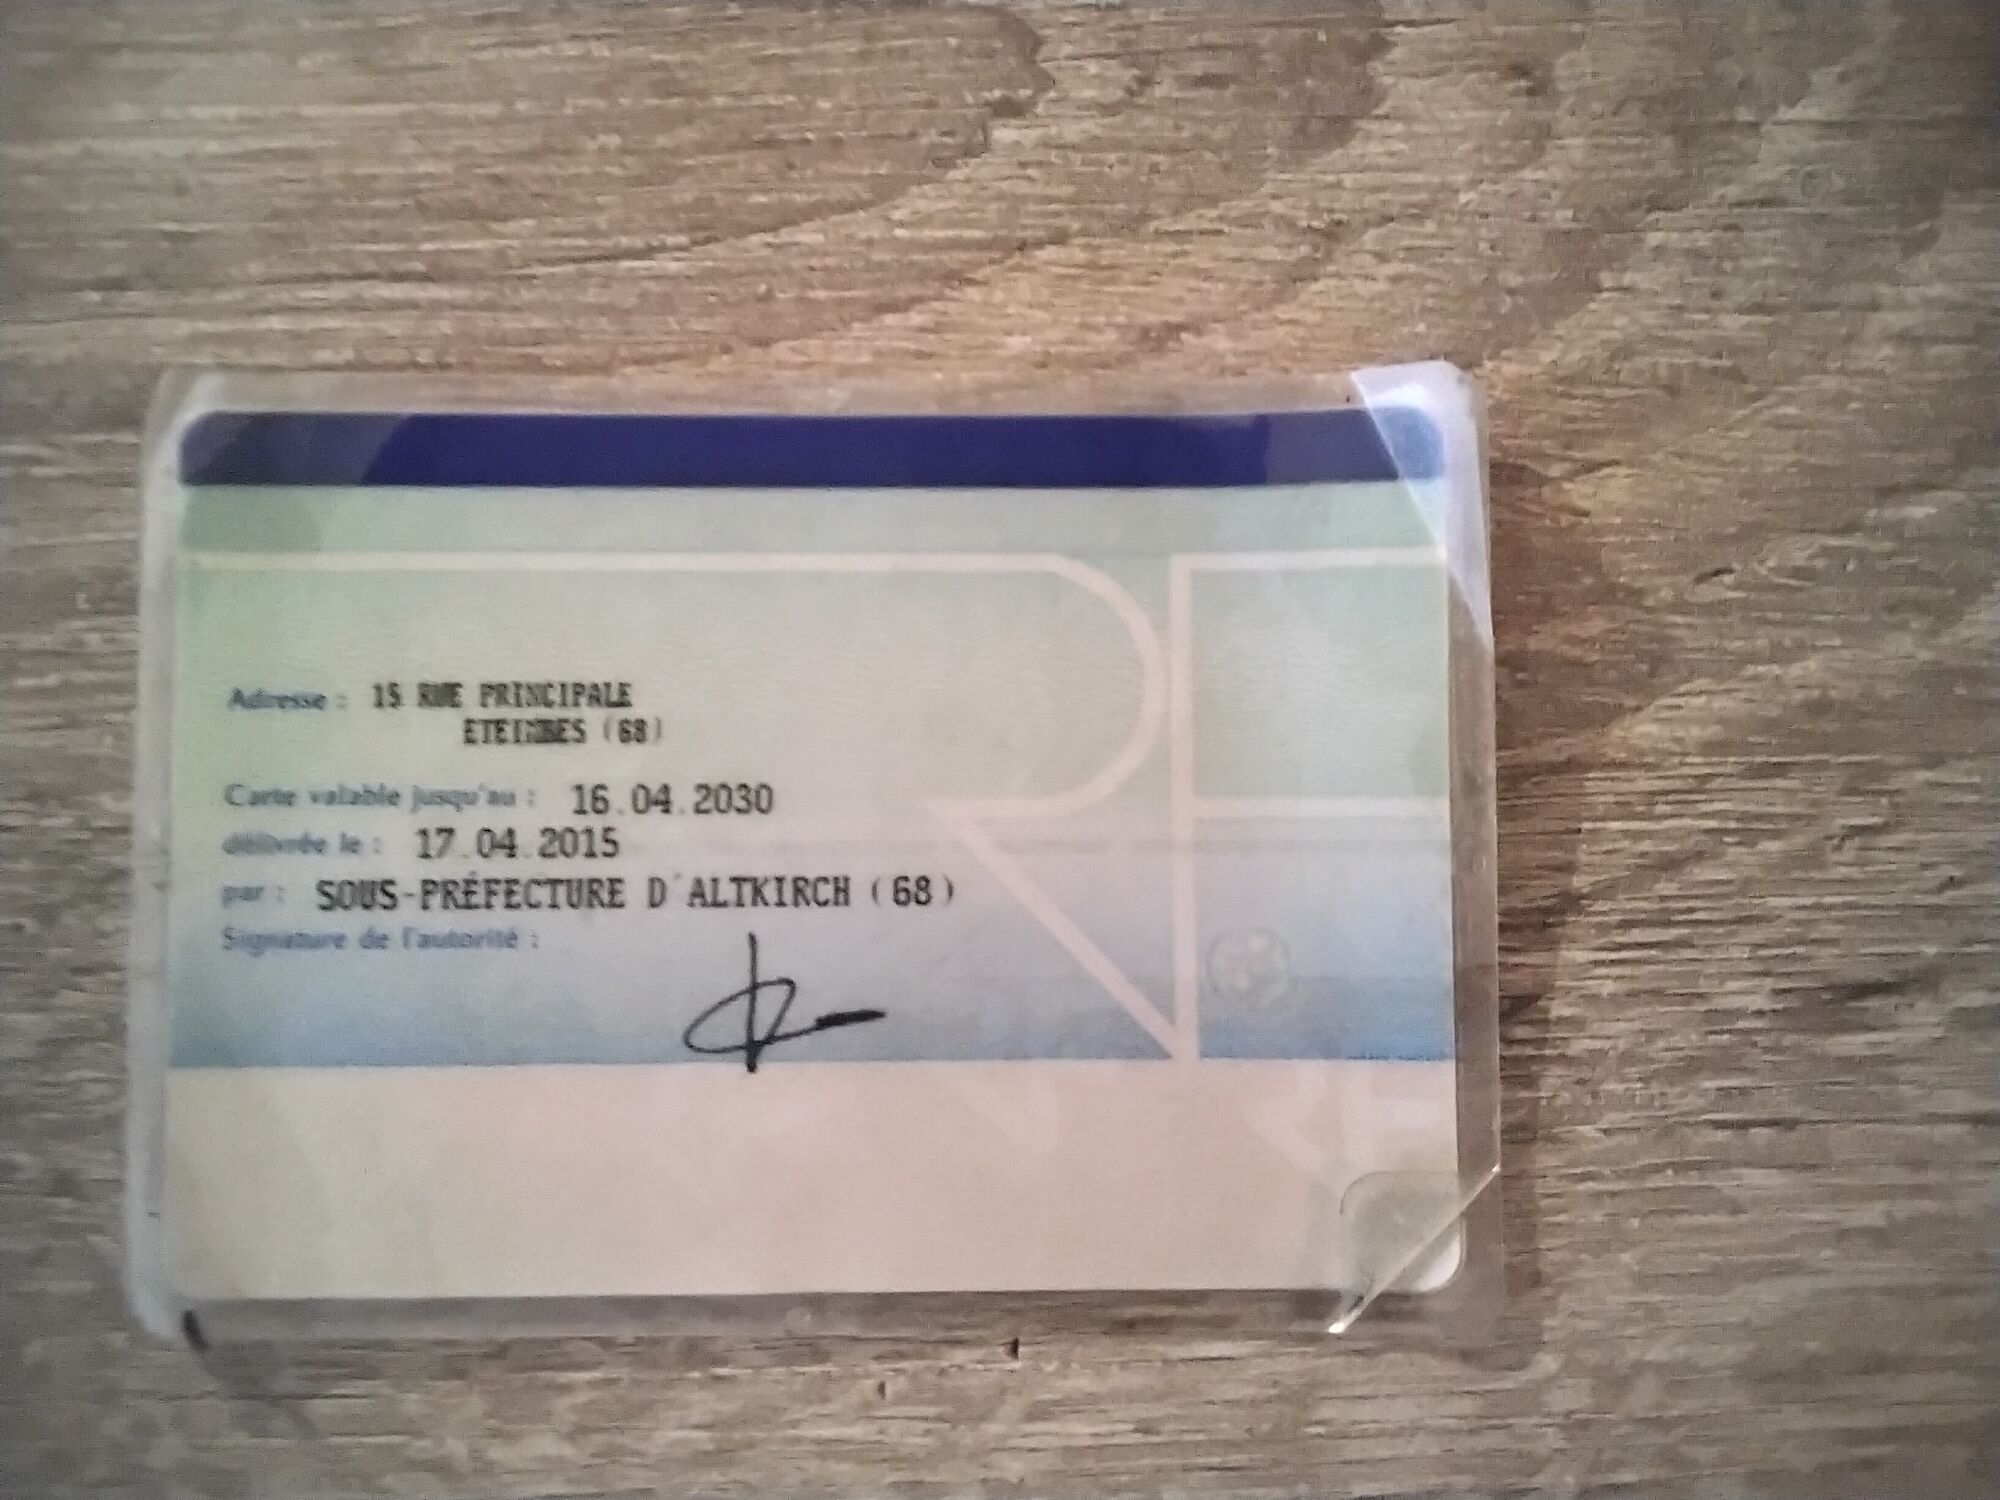 Adresse : 15 RUE PRINCIPALE
ETEIMBES (68)
Carte valable jusqu'au : 16.04.2030
délivrée le : 17.04.2015
par : SOUS-PRÉFECTURE D'ALTKIRCH (68)
Signature de l'autorité :
RF